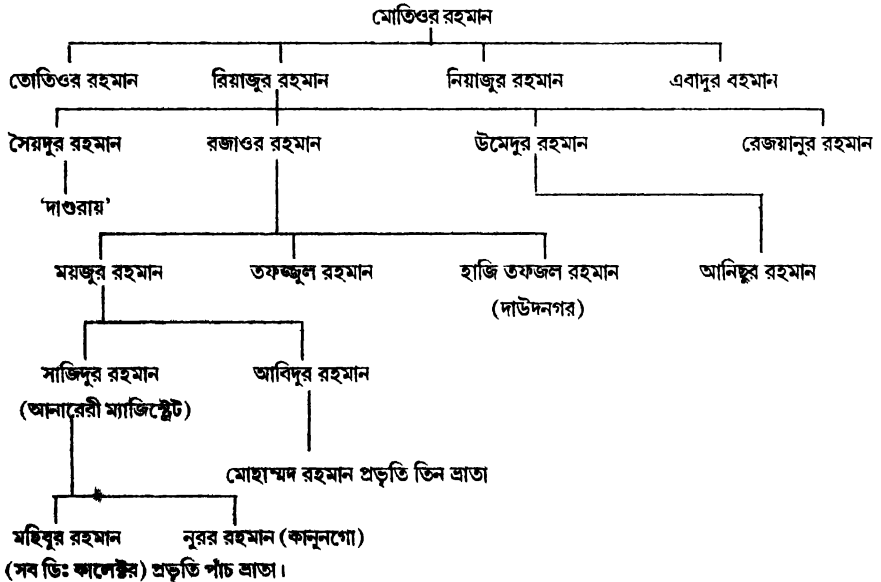 মোতিওর রহমান
তোতিওর রহমান রিয়াজুর রহমান নিয়াজুর রহমান এবাদুর বহমান
সৈয়দুর রহমান রজাওর রহমান উমেদুর রহমান রেজয়ানুর রহমান
‘দাগুরায়’
ময়জুর রহমান তফজ্জুল রহমান হাজি তফজল রহমান আনিছুর রহমান
(দাউদনগর)
সাজিদুর রহমান আবিদুর রহমান
(আনারেরী ম্যাজিষ্ট্রেট)
মোহাম্মদ রহমান প্রভৃতি তিন ভ্রাতা
মহিবুর রহমান নুরর রহমান (কানুনগো)
(সব ডিঃ কালেক্টর) প্রভৃতি পাঁচ ভ্রাতা।